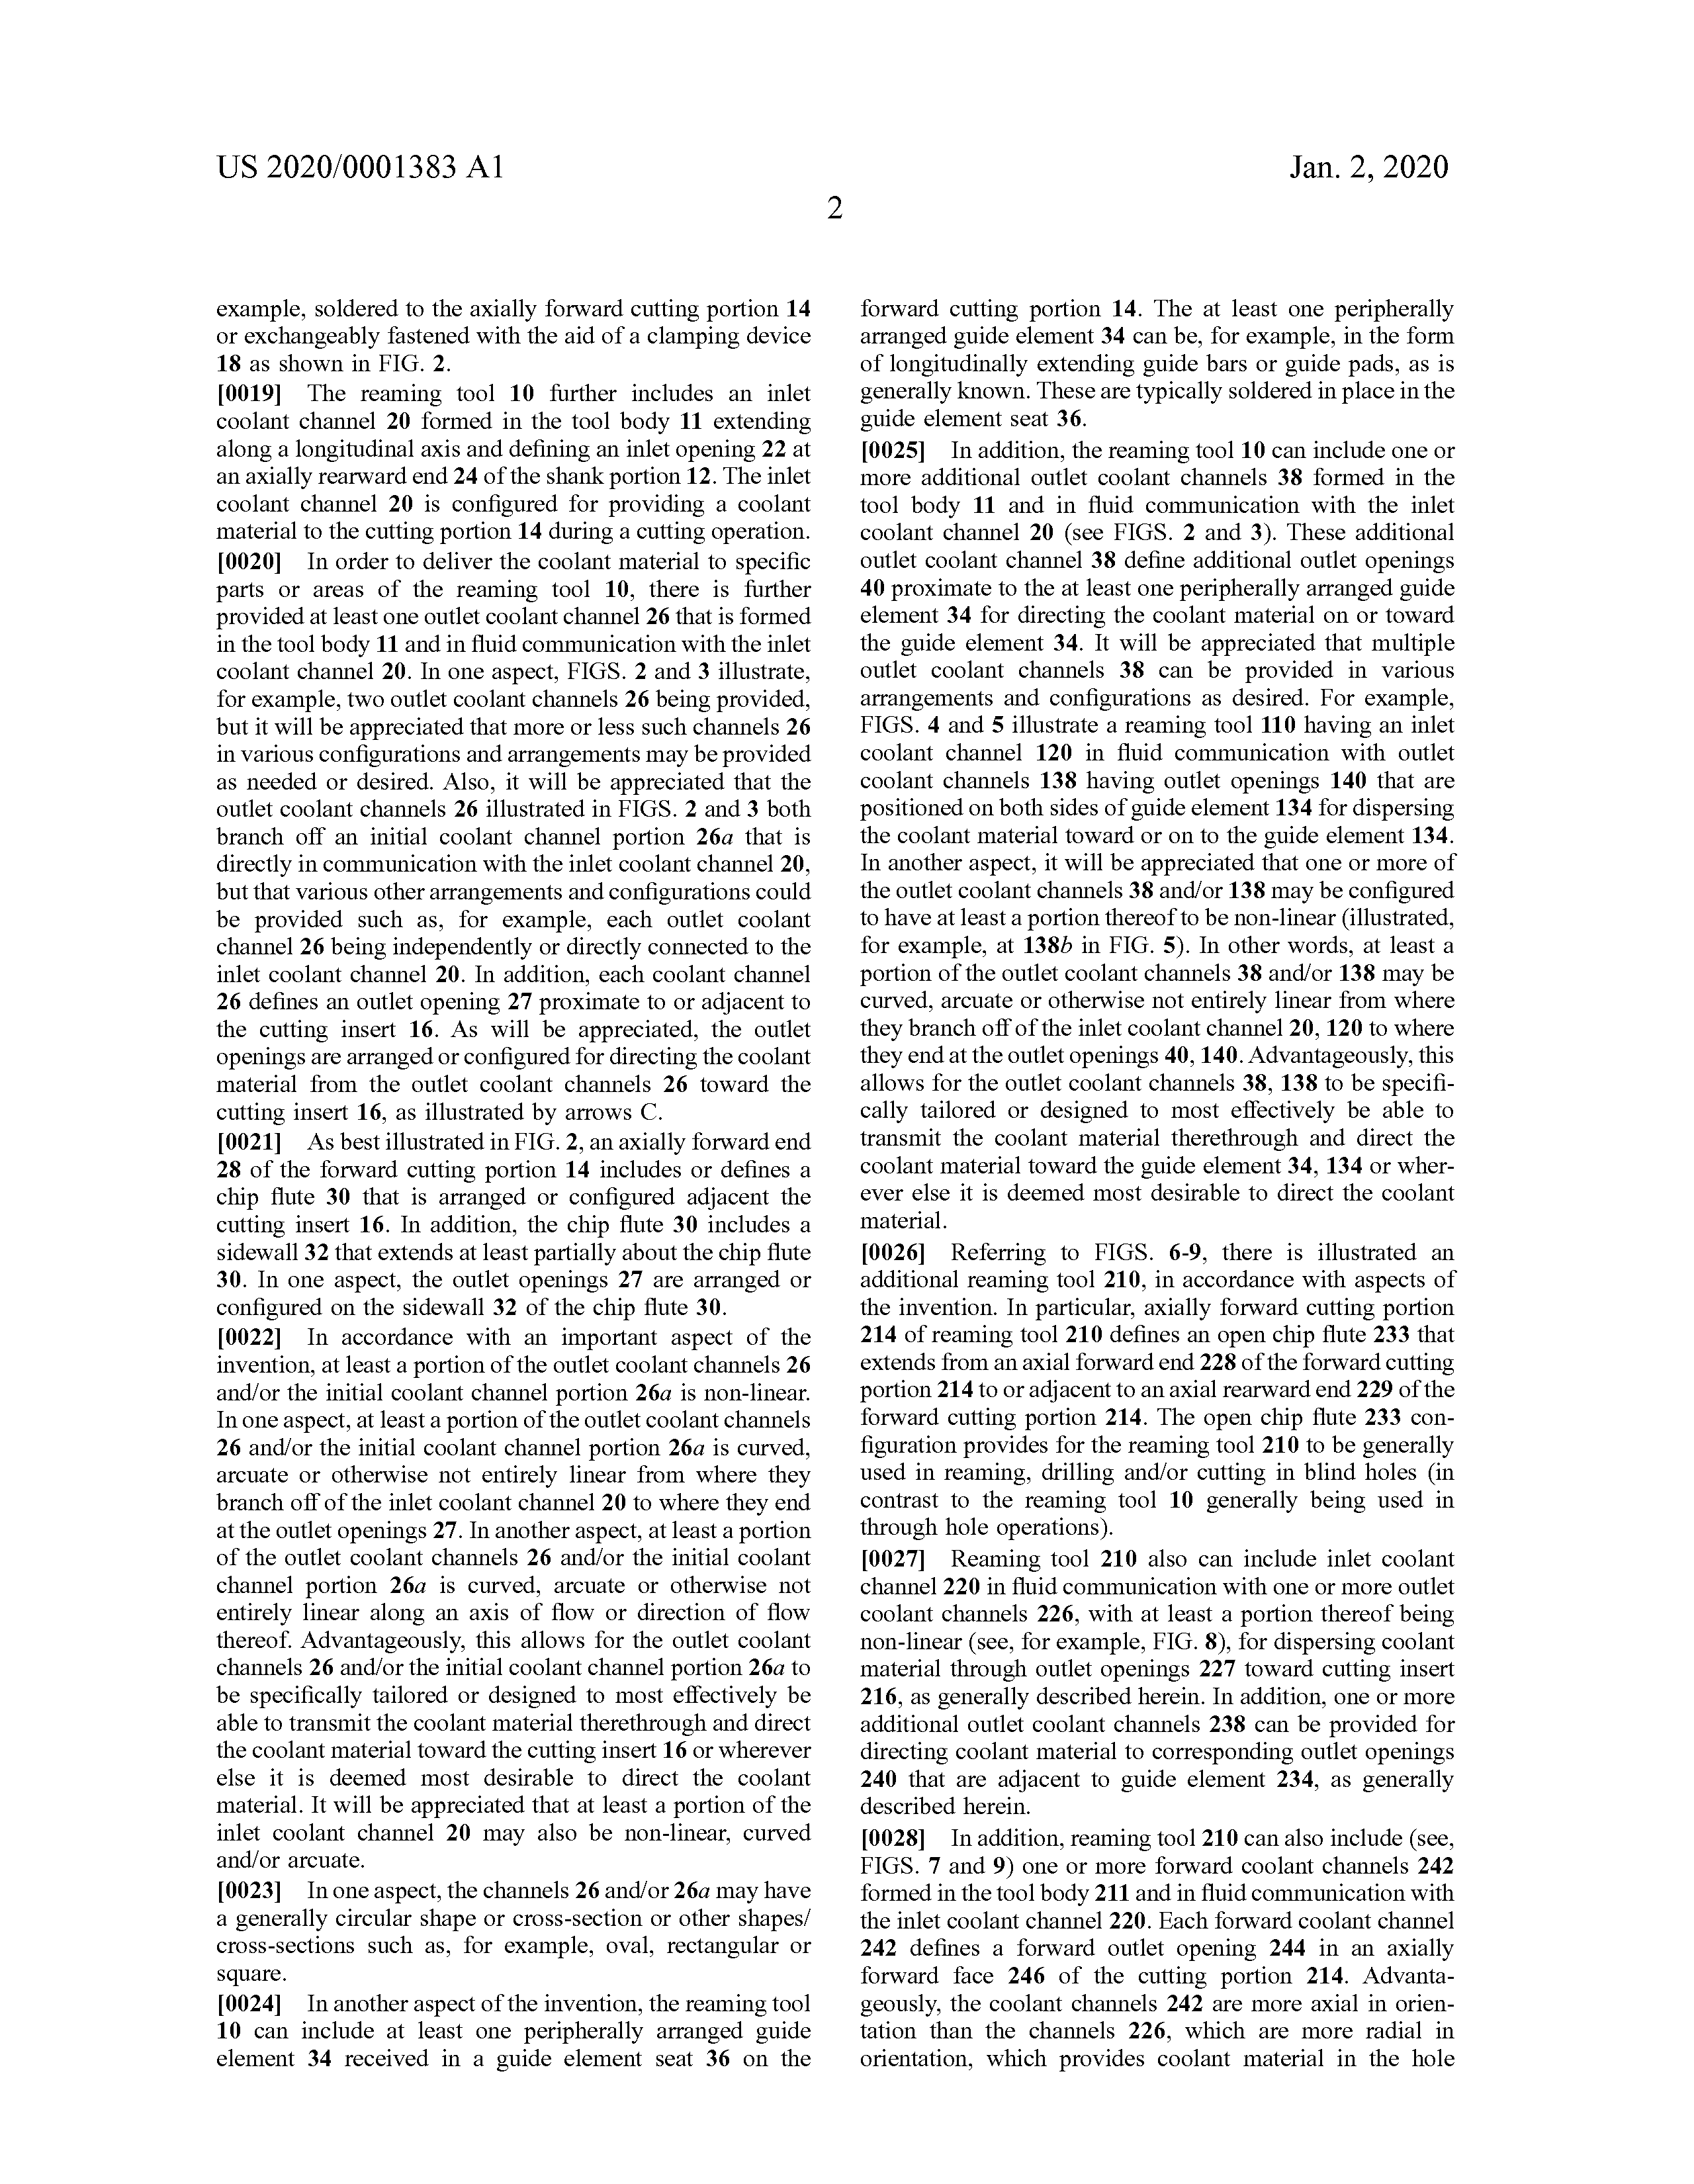 US 2020/0001383 A1
Jan. 2, 2020
2
example, soldered to the axially forward cutting portion 14
or exchangeably fastened with the aid of a clamping device
18 as shown in FIG. 2.
[0019] The reaming tool 10 further includes an inlet
coolant channel 20 formed in the tool body 11 extending
along a longitudinal axis and defining an inlet opening 22 at
an axially rearward end 24 of the shank portion 12. The inlet
coolant channel 20 is configured for providing a coolant
material to the cutting portion 14 during a cutting operation.
[0020] In order to deliver the coolant material to specific
parts or areas of the reaming tool 10, there is further
provided at least one outlet coolant channel 26 that is formed
in the tool body 11 and in fluid communication with the inlet
coolant channel 20. In one aspect, FIGS. 2 and 3 illustrate,
for example, two outlet coolant channels 26 being provided,
but it will be appreciated that more or less such channels 26
in various configurations and arrangements may be provided
as needed or desired. Also, it will be appreciated that the
outlet coolant channels 26 illustrated in FIGS. 2 and 3 both
branch off an initial coolant channel portion 26a that is
directly in communication with the inlet coolant channel 20,
but that various other arrangements and configurations could
be provided such as, for example, each outlet coolant
channel 26 being independently or directly connected to the
inlet coolant channel 20. In addition, each coolant channel
26 defines an outlet opening 27 proximate to or adjacent to
the cutting insert 16. As will be appreciated, the outlet
openings are arranged or configured for directing the coolant
material from the outlet coolant channels 26 toward the
cutting insert 16, as illustrated by arrows C.
[0021] As best illustrated in FIG. 2, an axially forward end
28 of the forward cutting portion 14 includes or defines a
chip flute 30 that is arranged or configured adjacent the
cutting insert 16. In addition, the chip flute 30 includes a
sidewall 32 that extends at least partially about the chip flute
30. In one aspect, the outlet openings 27 are arranged or
configured on the sidewall 32 of the chip flute 30.
[0022] In accordance with an important aspect of the
invention, at least a portion of the outlet coolant channels 26
and/or the initial coolant channel portion 26a is non-linear.
In one aspect, at least a portion of the outlet coolant channels
26 and/or the initial coolant channel portion 26a is curved,
arcuate or otherwise not entirely linear from where they
branch off of the inlet coolant channel 20 to where they end
at the outlet openings 27. In another aspect, at least a portion
of the outlet coolant channels 26 and/or the initial coolant
channel portion 26a is curved, arcuate or otherwise not
entirely linear along an axis of flow or direction of flow
thereof. Advantageously, this allows for the outlet coolant
channels 26 and/or the initial coolant channel portion 26a to
be specifically tailored or designed to most effectively be
able to transmit the coolant material therethrough and direct
the coolant material toward the cutting insert 16 or wherever
else it is deemed most desirable to direct the coolant
material. It will be appreciated that at least a portion of the
inlet coolant channel 20 may also be non-linear, curved
and/or arcuate.
[0023] In one aspect, the channels 26 and/or 26a may have
a generally circular shape or cross-section or other shapes/
cross-sections such as, for example, oval, rectangular or
square.
[0024] In another aspect of the invention, the reaming tool
10 can include at least one peripherally arranged guide
element 34 received in a guide element seat 36 on the
forward cutting portion 14. The at least one peripherally
arranged guide element 34 can be, for example, in the form
of longitudinally extending guide bars or guide pads, as is
generally known. These are typically soldered in place in the
guide element seat 36.
[0025] In addition, the reaming tool 10 can include one or
more additional outlet coolant channels 38 formed in the
tool body 11 and in fluid communication with the inlet
coolant channel 20 (see FIGS. 2 and 3). These additional
outlet coolant channel 38 define additional outlet openings
40 proximate to the at least one peripherally arranged guide
element 34 for directing the coolant material on or toward
the guide element 34. It will be appreciated that multiple
outlet coolant channels 38 can be provided in various
arrangements and configurations as desired. For example,
FIGS. 4 and 5 illustrate a reaming tool 110 having an inlet
coolant channel 120 in fluid communication with outlet
coolant channels 138 having outlet openings 140 that are
positioned on both sides of guide element 134 for dispersing
the coolant material toward or on to the guide element 134.
In another aspect, it will be appreciated that one or more of
the outlet coolant channels 38 and/or 138 may be configured
to have at least a portion thereof to be non-linear (illustrated,
for example, at 138b in FIG. 5). In other words, at least a
portion of the outlet coolant channels 38 and/or 138 may be
curved, arcuate or otherwise not entirely linear from where
they branch off of the inlet coolant channel 20, 120 to where
they end at the outlet openings 40, 140. Advantageously, this
allows for the outlet coolant channels 38, 138 to be specifi-
cally tailored or designed to most effectively be able to
transmit the coolant material therethrough and direct the
coolant material toward the guide element 34, 134 or wher-
ever else it is deemed most desirable to direct the coolant
material.
[0026] Referring to FIGS. 6-9, there is illustrated an
additional reaming tool 210, in accordance with aspects of
the invention. In particular, axially forward cutting portion
214 of reaming tool 210 defines an open chip flute 233 that
extends from an axial forward end 228 of the forward cutting
portion 214 to or adjacent to an axial rearward end 229 of the
forward cutting portion 214. The open chip flute 233 con-
figuration provides for the reaming tool 210 to be generally
used in reaming, drilling and/or cutting in blind holes (in
contrast to the reaming tool 10 generally being used in
through hole operations).
[0027] Reaming tool 210 also can include inlet coolant
channel 220 in fluid communication with one or more outlet
coolant channels 226, with at least a portion thereof being
non-linear (see, for example, FIG. 8), for dispersing coolant
material through outlet openings 227 toward cutting insert
216, as generally described herein. In addition, one or more
additional outlet coolant channels 238 can be provided for
directing coolant material to corresponding outlet openings
240 that are adjacent to guide element 234, as generally
described herein.
[0028] In addition, reaming tool 210 can also include (see,
FIGS. 7 and 9) one or more forward coolant channels 242
formed in the tool body 211 and in fluid communication with
the inlet coolant channel 220. Each forward coolant channel
242 defines a forward outlet opening 244 in an axially
forward face 246 of the cutting portion 214. Advanta-
geously, the coolant channels 242 are more axial in orien-
tation than the channels 226, which are more radial in
orientation, which provides coolant material in the hole